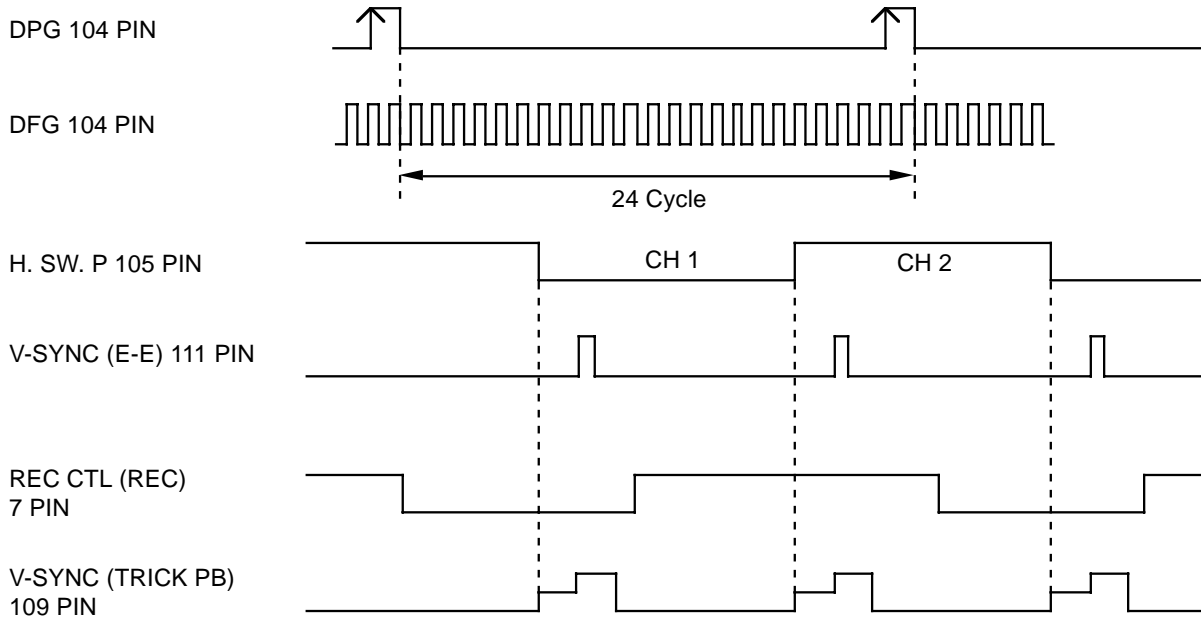 DPG 104 PIN
DFG 104 PIN
24 Cycle
H. SW. P 105 PIN
CH 1
CH 2
V-SYNC (E-E) 111 PIN
REC CTL (REC)
7 PIN
V-SYNC (TRICK PB)
109 PIN